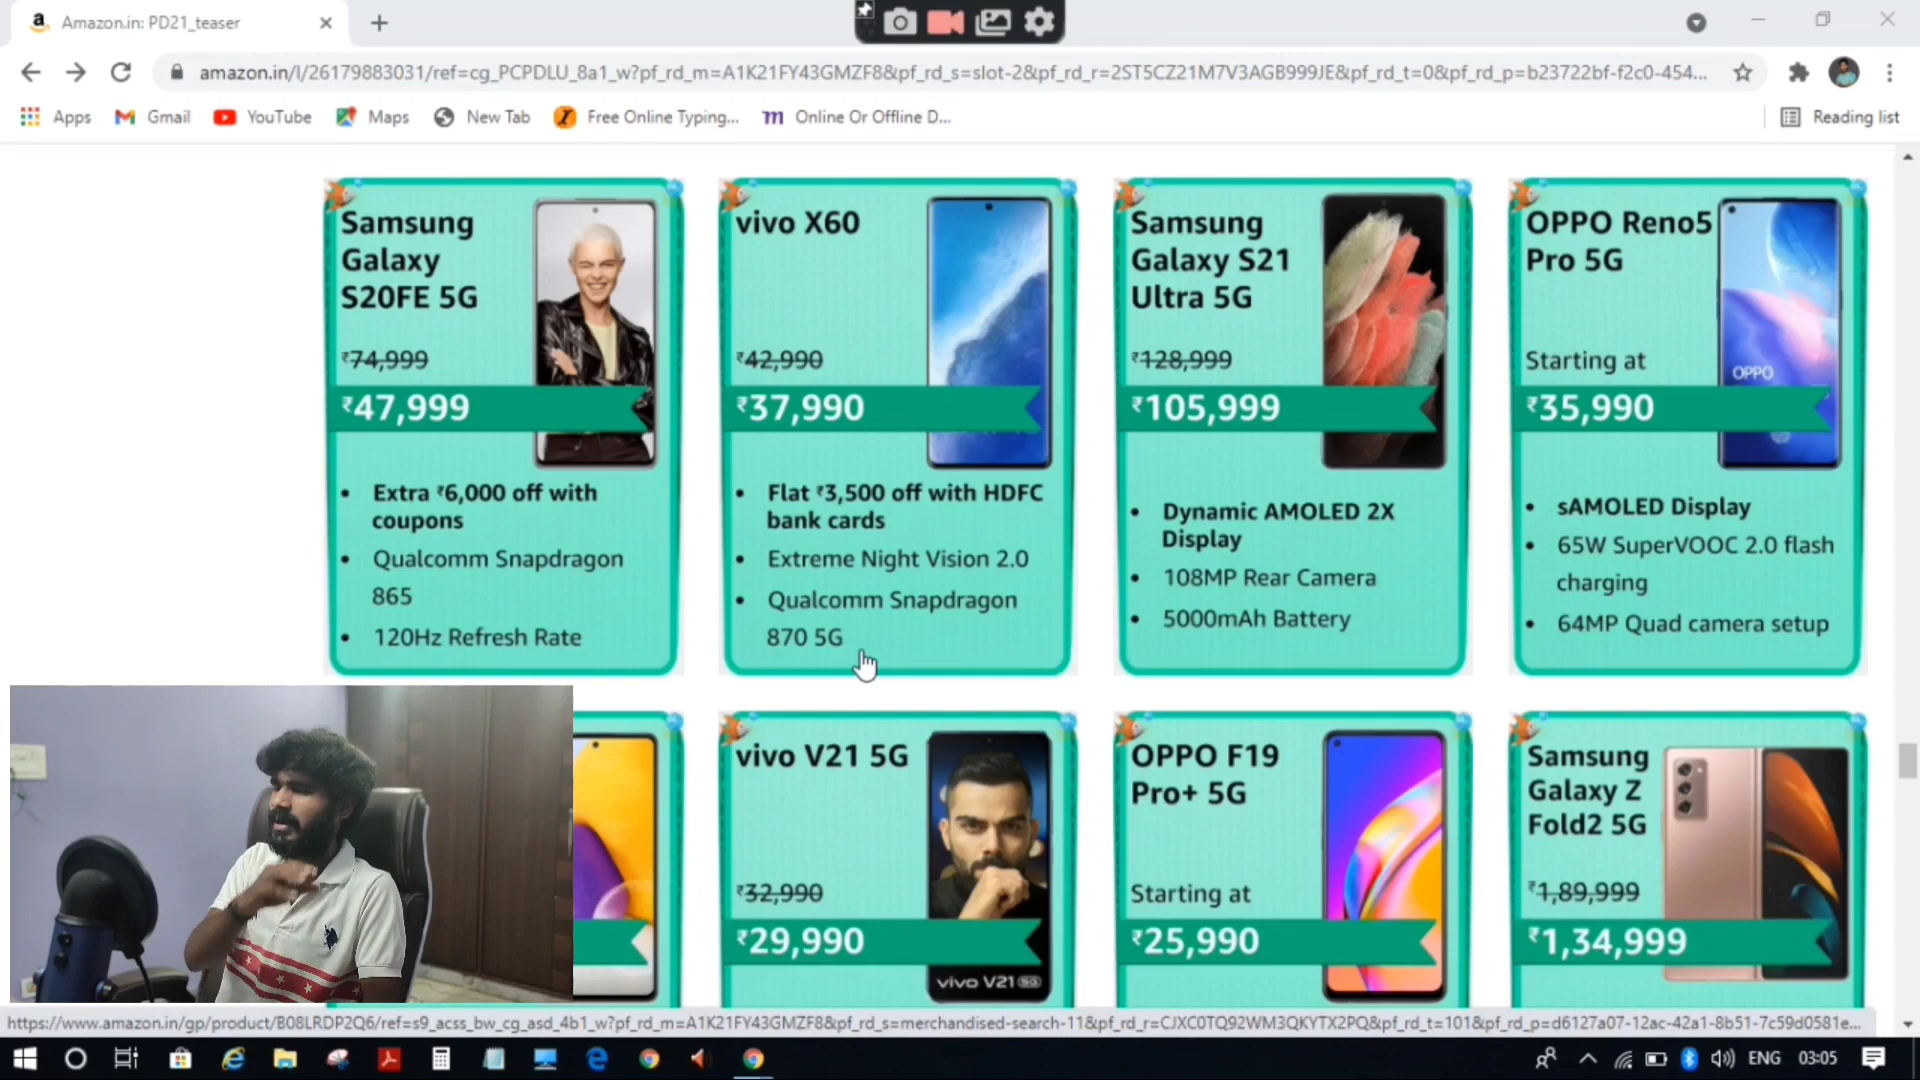 Amazon.in: PD21_teaser
amazon.in/l/26179883031/ref=cg_PCPDLU_8a1_w?pf_rd_m=A1K21FY43GMZF8&pf_rd_s=slot-2&pf_rd_r=2ST5CZ21M7V3AGB999JE&pf_rd_t=0&pf_rd_p=b23722bf-f2c0-454...
Apps Gmail YouTube Maps New Tab Free Online Typing... Online Or Offline D... Reading list
Samsung
Galaxy
S20FE 5G
₹74,999
₹47,999
Extra ₹6,000 off with
coupons
Qualcomm Snapdragon
865
120Hz Refresh Rate
vivo X60
₹42,990
₹37,990
Flat ₹3,500 off with HDFC
bank cards
Extreme Night Vision 2.0
Qualcomm Snapdragon
870 5G
Samsung
Galaxy S21
Ultra 5G
₹128,999
₹105,999
Dynamic AMOLED 2X
Display
108MP Rear Camera
5000mAh Battery
OPPO Reno5
Pro 5G
Starting at
OPPO
₹35,990
sAMOLED Display
65W SuperVOOC 2.0 flash
charging
64MP Quad camera setup
vivo V21 5G
₹32,990
₹29,990
vivo V21 5G
OPPO F19
Pro+ 5G
Starting at
₹25,990
Samsung
Galaxy Z
Fold2 5G
₹1,89,999
₹1,34,999
https://www.amazon.in/gp/product/B08LRDP2Q6/ref=s9_acss_bw_cg_asd_4b1_w?pf_rd_m=A1K21FY43GMZF8&pf_rd_s=merchandised-search-11&pf_rd_r=CJXC0TQ92WM3QKYTX2PQ&pf_rd_t=101&pf_rd_p=d6127a07-12ac-42a1-8b51-7c59d0581e...
ENG 03:05